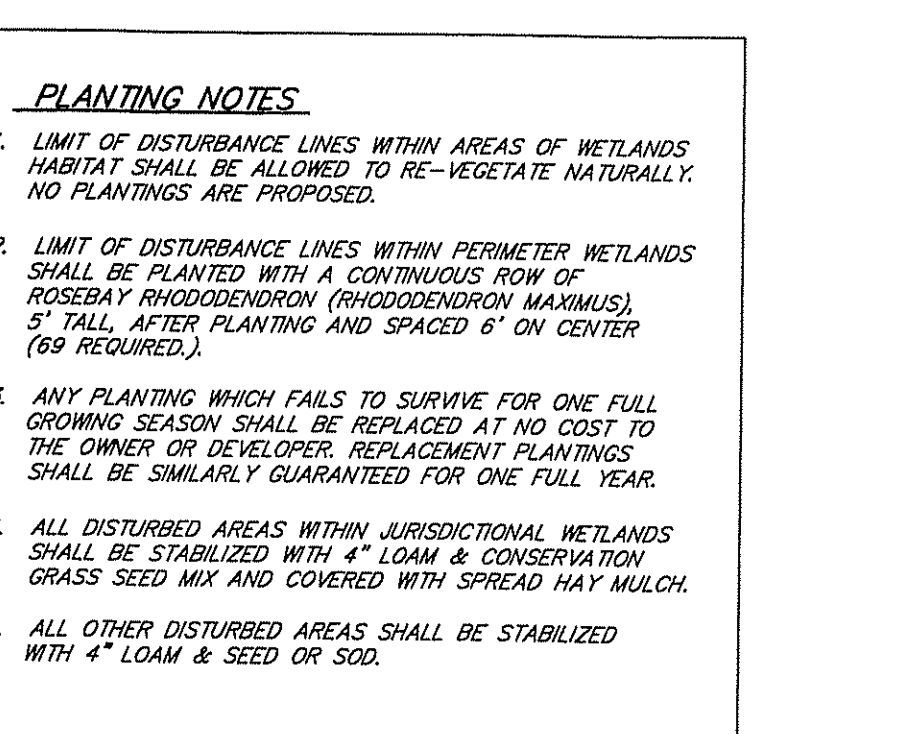 PLANTING NOTES
LIMIT OF DISTURBANCE LINES WITHIN AREAS OF WETLANDS
HABITAT SHALL BE ALLOWED TO RE-VEGETATE NATURALLY.
NO PLANTINGS ARE PROPOSED.
LIMIT OF DISTURBANCE LINES WITHIN PERIMETER WETLANDS
SHALL BE PLANTED WITH A CONTINUOUS ROW OF
ROSEBAY RHODODENDRON (RHODODENDRON MAXIMUS),
5' TALL, AFTER PLANTING AND SPACED 6' ON CENTER
(69 REQUIRED.).
ANY PLANTING WHICH FAILS TO SURVIVE FOR ONE FULL
GROWING SEASON SHALL BE REPLACED AT NO COST TO
THE OWNER OR DEVELOPER. REPLACEMENT PLANTINGS
SHALL BE SIMILARLY GUARANTEED FOR ONE FULL YEAR.
ALL DISTURBED AREAS WITHIN JURISDICTIONAL WETLANDS
SHALL BE STABILIZED WITH 4" LOAM & CONSERVATION
GRASS SEED MIX AND COVERED WITH SPREAD HAY MULCH.
ALL OTHER DISTURBED AREAS SHALL BE STABILIZED
WITH 4" LOAM & SEED OR SOD.